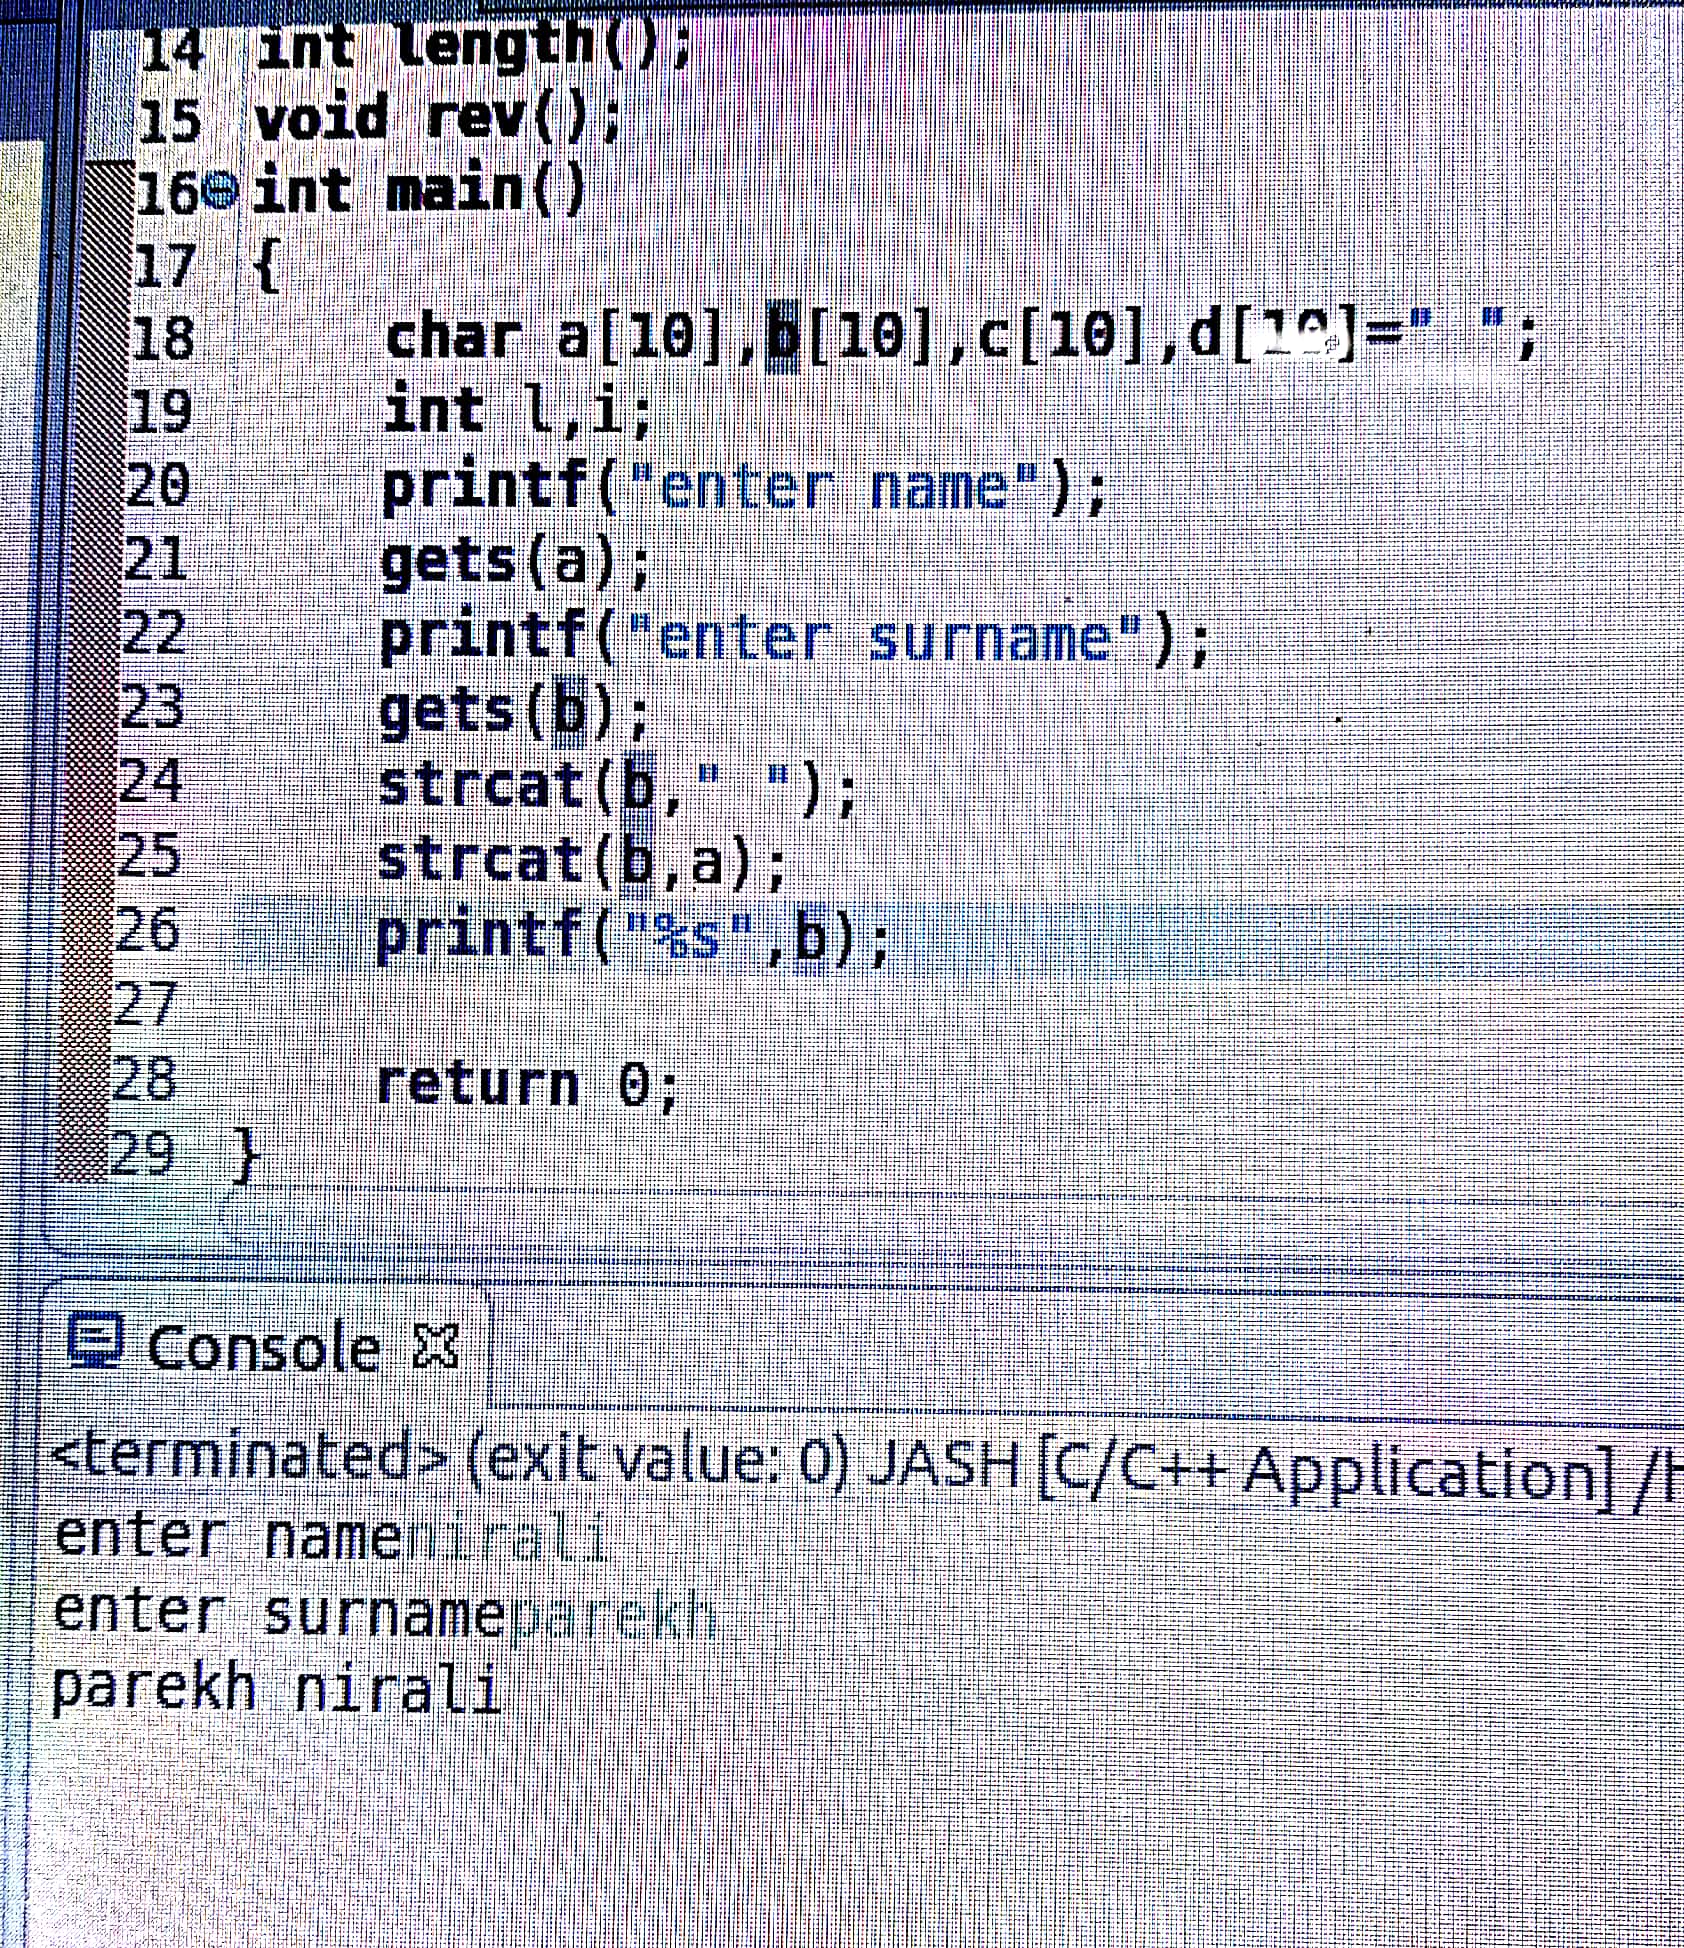 14 int length();
15 void rev();
16 int main()
17 {
18 char a[10],b[10],c[10],d[10]=" ";
19 int l,i;
20 printf("enter name");
21 gets(a);
22 printf("enter surname");
23 gets(b);
24 strcat(b," ");
25 strcat(b,a);
26 printf("%s",b);
27
28 return 0;
29 }
Console
<terminated> (exit value: 0) JASH [C/C++ Application] /h
enter namenirali
enter surnameparekh
parekh nirali